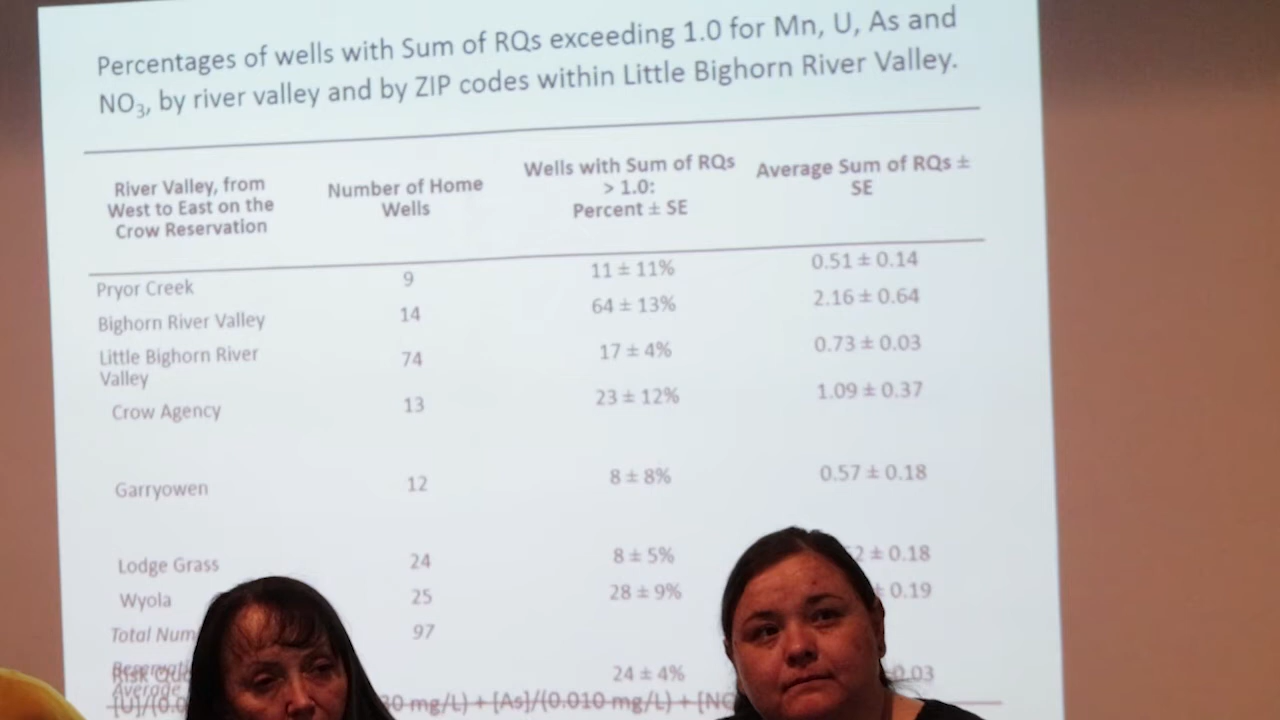 Percentages of wells with Sum of RQs exceeding 1.0 for Mn, U, As and
NO3, by river valley and by ZIP codes within Little Bighorn River Valley.
River Valley, from
West to East on the
Crow Reservation
Number of Home
Wells
Wells with Sum of RQs
> 1.0:
Percent ± SE
Average Sum of RQs ±
SE
Pryor Creek 9 11 ± 11% 0.51 ± 0.14
Bighorn River Valley 14 64 ± 13% 2.16 ± 0.64
Little Bighorn River
Valley 74 17 ± 4% 0.73 ± 0.03
Crow Agency 13 23 ± 12% 1.09 ± 0.37
Garryowen 12 8 ± 8% 0.57 ± 0.18
Lodge Grass 24 8 ± 5% 2 ± 0.18
Wyola 25 28 ± 9% ± 0.19
Total 97
24 ± 4% 0.03
Average
mg/L) + [As]/(0.010 mg/L) +